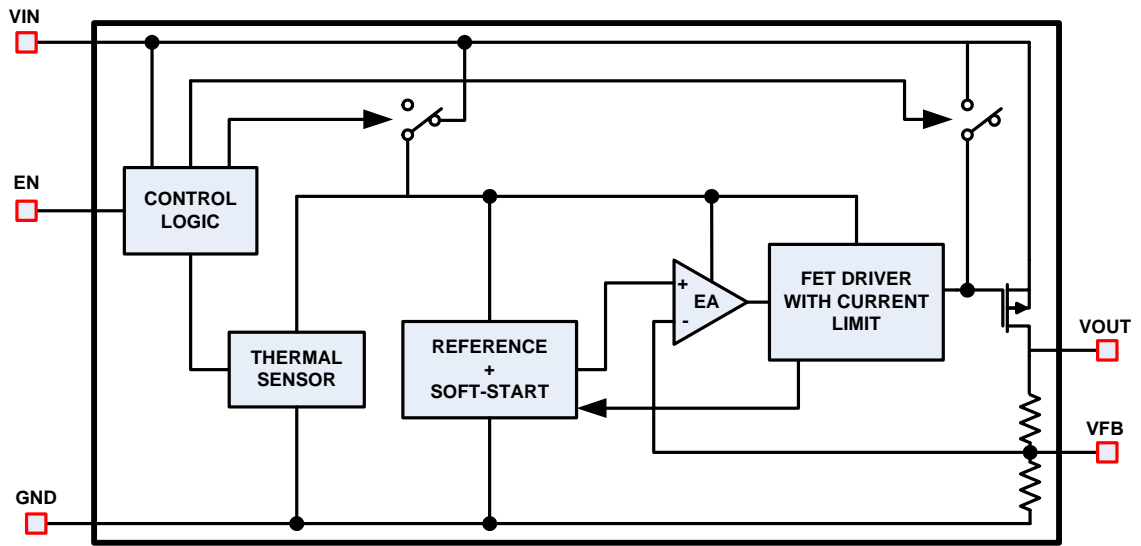 VIN
EN
CONTROL
LOGIC
+
EA
-
FET DRIVER
WITH CURRENT
LIMIT
VOUT
THERMAL
SENSOR
REFERENCE
+
SOFT-START
VFB
GND